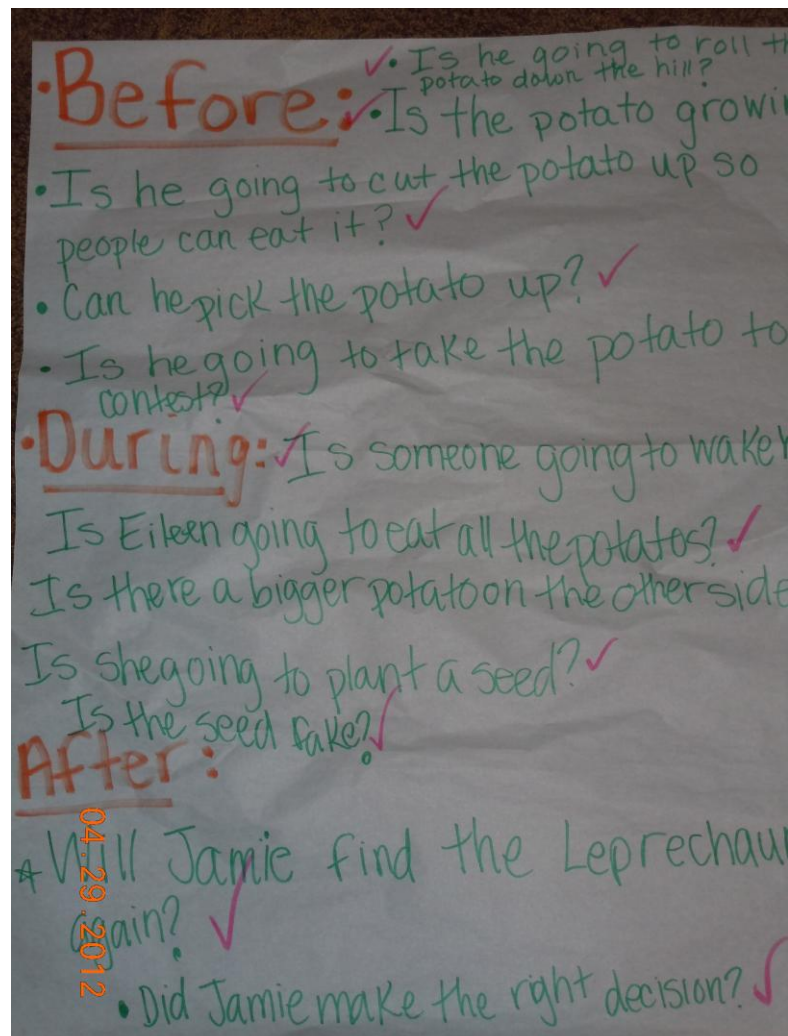 • Is he going to roll
•Before: potato down the hill?
•Is the potato
•Is he going to cut the potato up so
people can eat it?
• Can he pick the potato up?
• Is he going to take the potato to
contest?
•During: Is someone going to wake
Is Eileen going to eat all the potatos?
Is there a bigger potato on the other side
Is she going to plant a seed?
Is the seed fake?
After:
Will Jamie find the
again?
•Did Jamie make the right decision?
04.29.2012